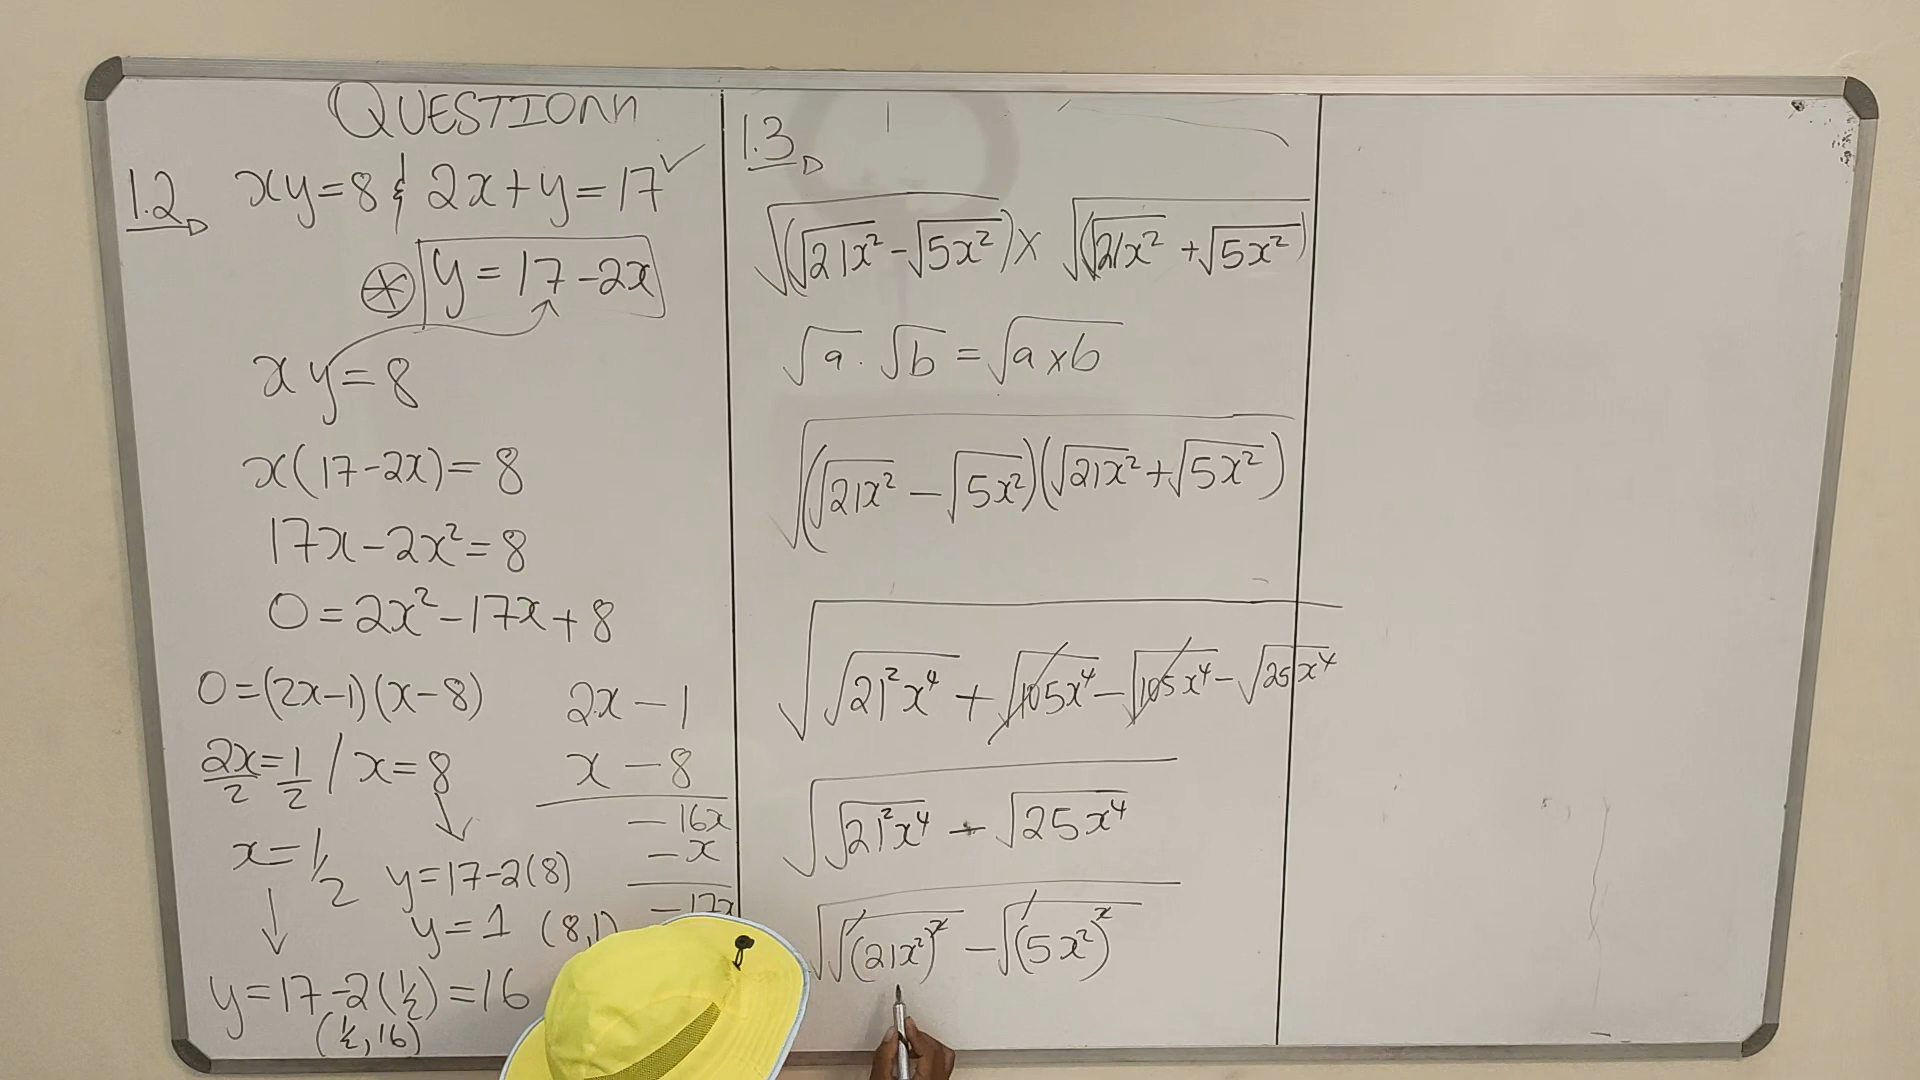 QUESTIONN
1.2 xy=8 & 2x+y=17✓
⊛ y=17-2x
xy=8
x(17-2x)=8
17x-2x²=8
0=2x²-17x+8
0=(2x-1)(x-8)
2x/2=1/2 / x=8
x=1/2
y=17-2(8)
y=1 (8,1)
y=17-2(½)=16
(½,16)
2x-1
x-8
-16x
-x
-17x
1.3
√(√21x²-√5x²) × √(√21x²+√5x²)
√a.√b=√a×b
√(√21x²-√5x²)(√21x²+√5x²)
√(√21²x⁴+√105x⁴-√105x⁴-√25x⁴)
√(√21²x⁴-√25x⁴)
√(√(21x²)²-√(5x²)²)